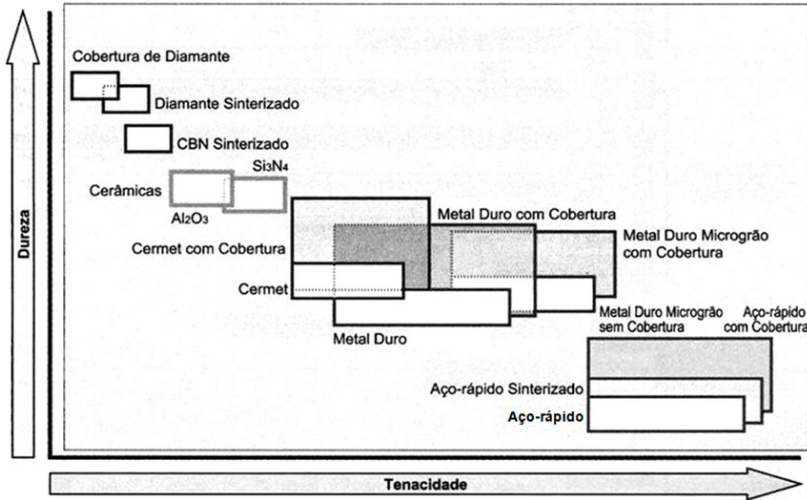 Cobertura de Diamante
Diamante Sinterizado
CBN Sinterizado
Si3N4
Cerâmicas
Al2O3
Metal Duro com Cobertura
Cermet com Cobertura
Metal Duro Microgrão
com Cobertura
Cermet
Metal Duro
Metal Duro Microgrão
sem Cobertura
Aço-rápido
com Cobertura
Aço-rápido Sinterizado
Aço-rápido
Dureza
Tenacidade